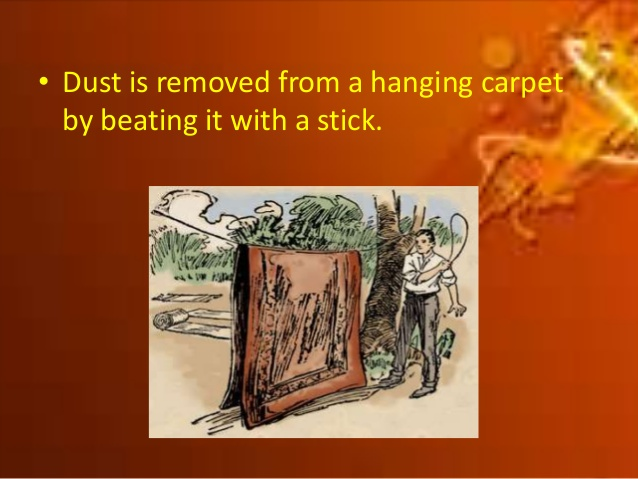 • Dust is removed from a hanging carpet
by beating it with a stick.